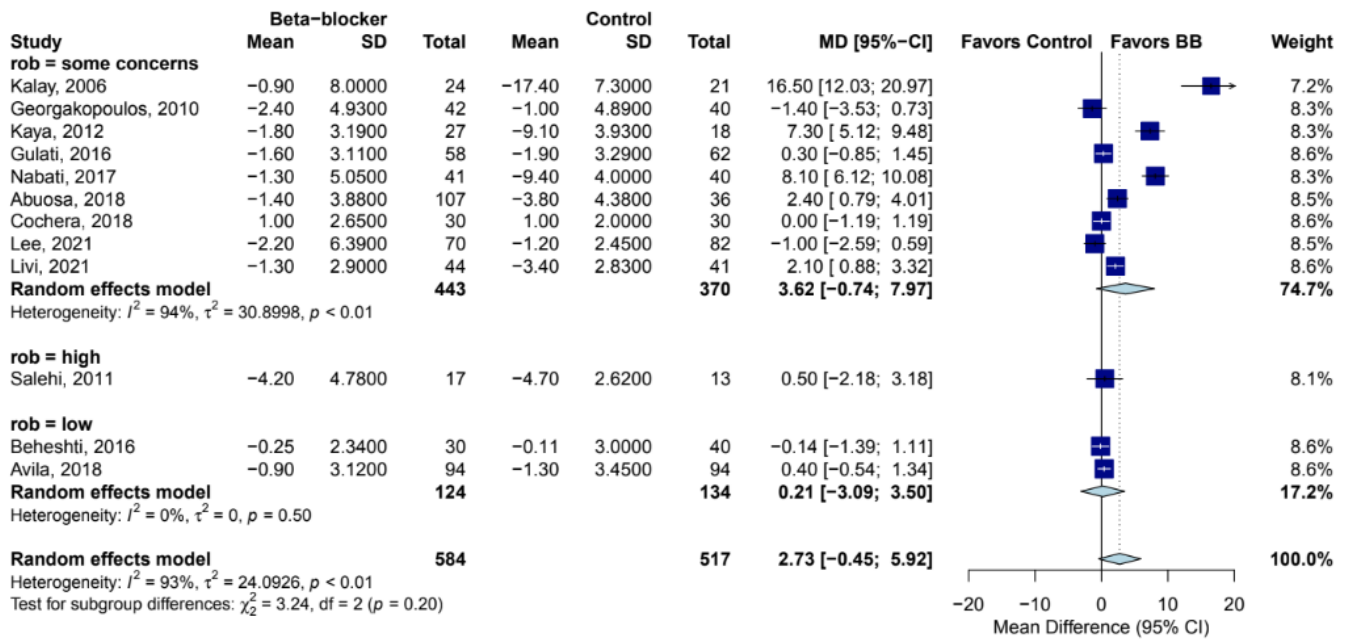 Beta−blocker Control
Study Mean SD Total Mean SD Total MD [95%−CI] Favors Control Favors BB Weight
rob = some concerns
Kalay, 2006 −0.90 8.0000 24 −17.40 7.3000 21 16.50 [12.03; 20.97] 7.2%
Georgakopoulos, 2010 −2.40 4.9300 42 −1.00 4.8900 40 −1.40 [−3.53; 0.73] 8.3%
Kaya, 2012 −1.80 3.1900 27 −9.10 3.9300 18 7.30 [ 5.12; 9.48] 8.3%
Gulati, 2016 −1.60 3.1100 58 −1.90 3.2900 62 0.30 [−0.85; 1.45] 8.6%
Nabati, 2017 −1.30 5.0500 41 −9.40 4.0000 40 8.10 [ 6.12; 10.08] 8.3%
Abuosa, 2018 −1.40 3.8800 107 −3.80 4.3800 36 2.40 [ 0.79; 4.01] 8.5%
Cochera, 2018 1.00 2.6500 30 1.00 2.0000 30 0.00 [−1.19; 1.19] 8.6%
Lee, 2021 −2.20 6.3900 70 −1.20 2.4500 82 −1.00 [−2.59; 0.59] 8.5%
Livi, 2021 −1.30 2.9000 44 −3.40 2.8300 41 2.10 [ 0.88; 3.32] 8.6%
Random effects model 443 370 3.62 [−0.74; 7.97] 74.7%
Heterogeneity: I² = 94%, τ² = 30.8998, p < 0.01
rob = high
Salehi, 2011 −4.20 4.7800 17 −4.70 2.6200 13 0.50 [−2.18; 3.18] 8.1%
rob = low
Beheshti, 2016 −0.25 2.3400 30 −0.11 3.0000 40 −0.14 [−1.39; 1.11] 8.6%
Avila, 2018 −0.90 3.1200 94 −1.30 3.4500 94 0.40 [−0.54; 1.34] 8.6%
Random effects model 124 134 0.21 [−3.09; 3.50] 17.2%
Heterogeneity: I² = 0%, τ² = 0, p = 0.50
Random effects model 584 517 2.73 [−0.45; 5.92] 100.0%
Heterogeneity: I² = 93%, τ² = 24.0926, p < 0.01
Test for subgroup differences: χ²₂ = 3.24, df = 2 (p = 0.20)
−20 −10 0 10 20
Mean Difference (95% CI)